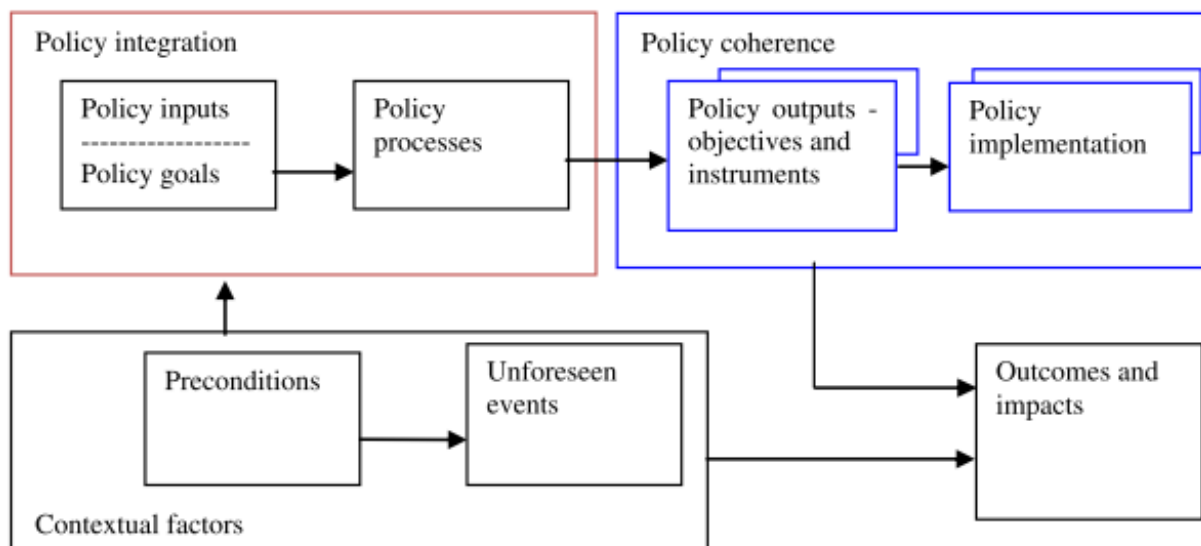 Policy integration
Policy inputs
------------------
Policy goals
Policy
processes
Policy coherence
Policy outputs -
objectives and
instruments
Policy
implementation
Preconditions
Unforeseen
events
Contextual factors
Outcomes and
impacts